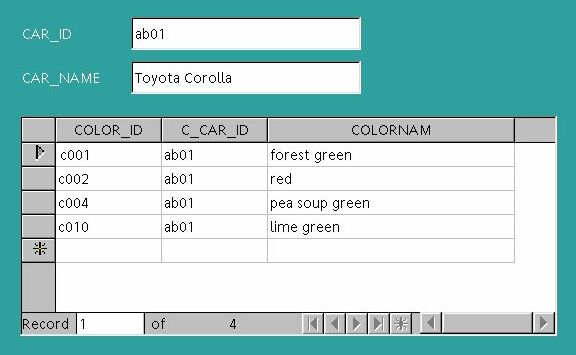 CAR_ID ab01
CAR_NAME Toyota Corolla
COLOR_ID C_CAR_ID COLORNAM
c001 ab01 forest green
c002 ab01 red
c004 ab01 pea soup green
c010 ab01 lime green
Record 1 of 4